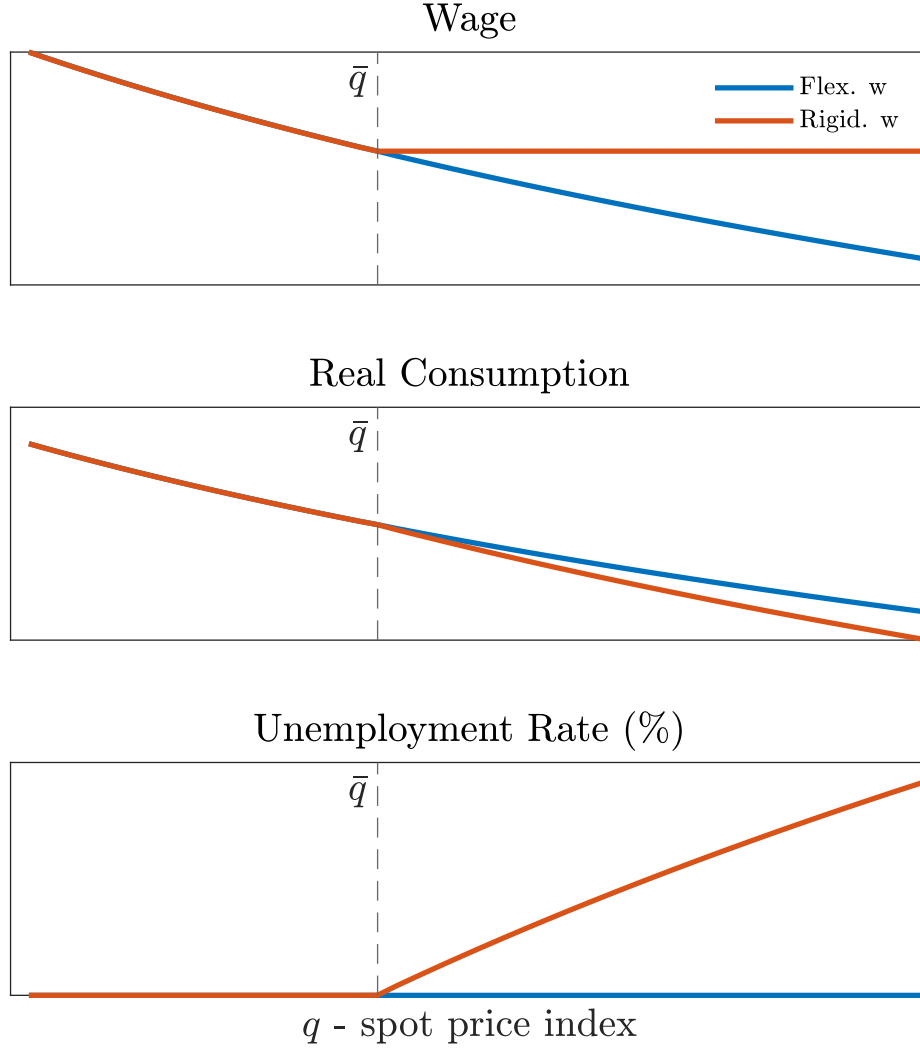 Wage
q̄
Flex. w
Rigid. w
Real Consumption
q̄
Unemployment Rate (%)
q̄
q - spot price index